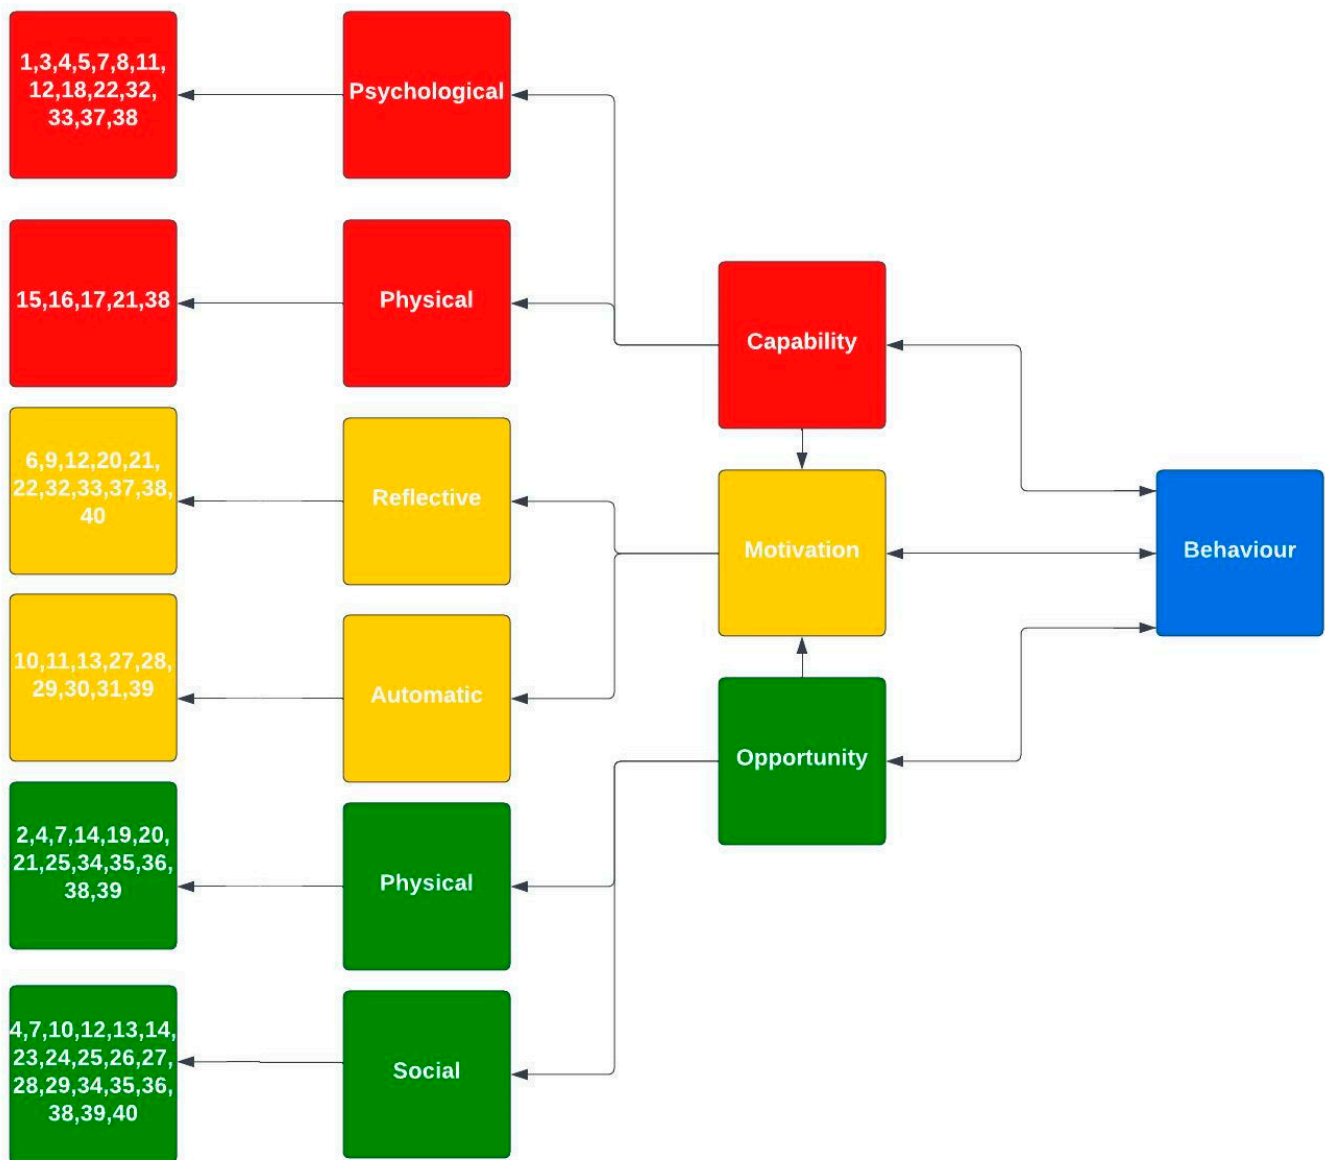 1,3,4,5,7,8,11,
12,18,22,32,
33,37,38
Psychological
15,16,17,21,38
Physical
Capability
6,9,12,20,21,
22,32,33,37,38,
40
Reflective
Motivation
Behaviour
10,11,13,27,28,
29,30,31,39
Automatic
Opportunity
2,4,7,14,19,20,
21,25,34,35,36,
38,39
Physical
4,7,10,12,13,14,
23,24,25,26,27,
28,29,34,35,36,
38,39,40
Social